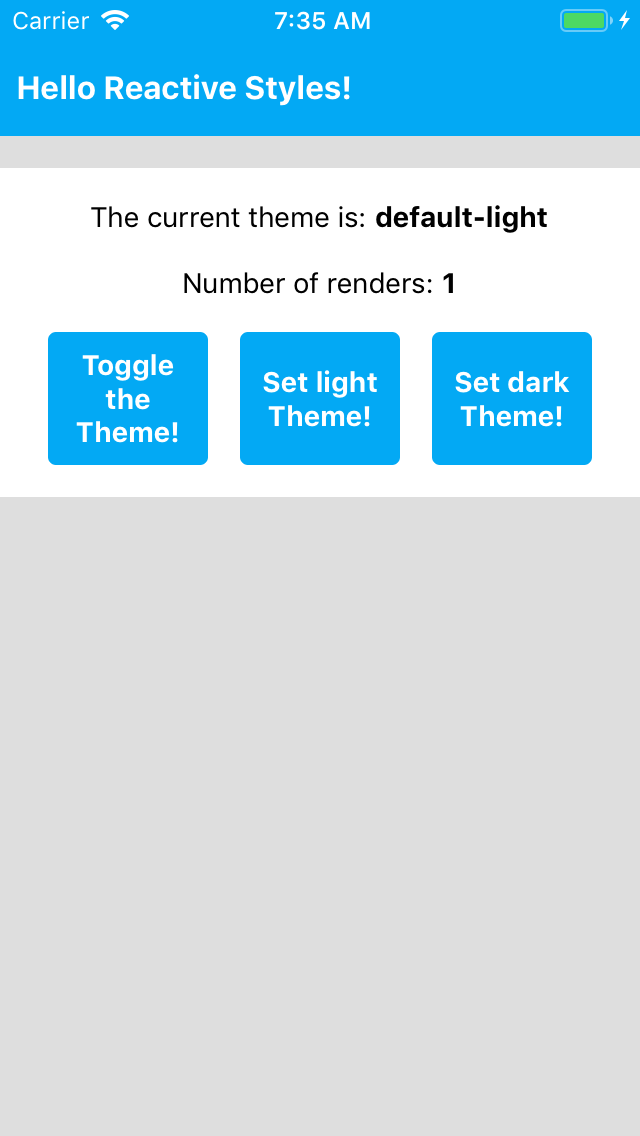 Carrier 7:35 AM
Hello Reactive Styles!
The current theme is: default-light
Number of renders: 1
Toggle
the
Theme!
Set light
Theme!
Set dark
Theme!